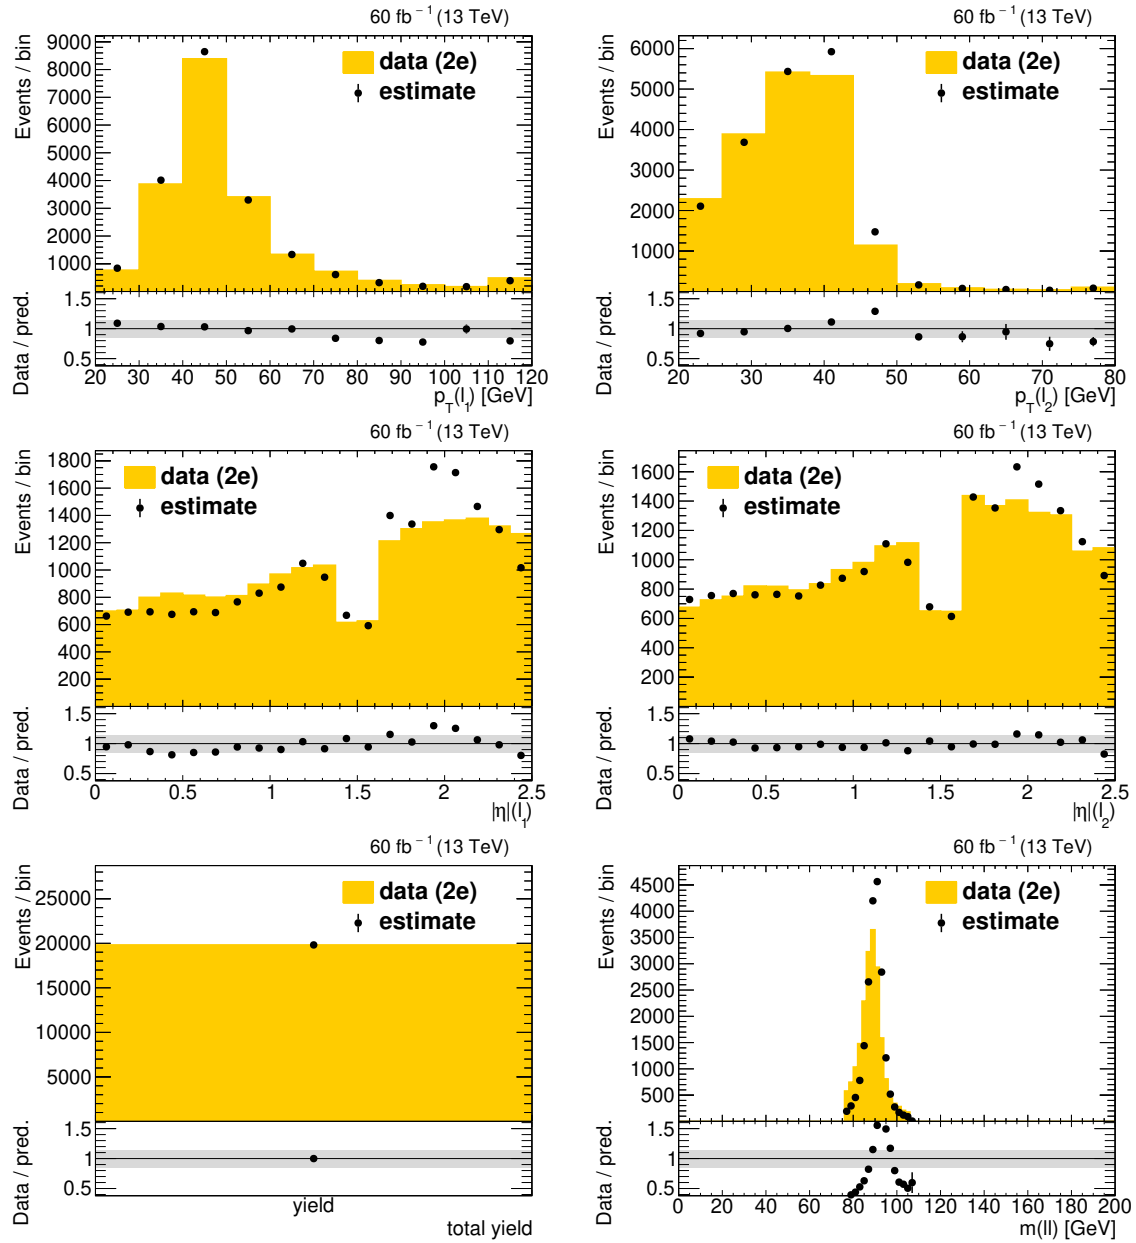 60 fb⁻¹ (13 TeV)
Events / bin
9000
8000
7000
6000
5000
4000
3000
2000
1000
data (2e)
estimate
Data / pred.
1.5
1
0.5
20 30 40 50 60 70 80 90 100 110 120
p_T(l_1) [GeV]
60 fb⁻¹ (13 TeV)
Events / bin
6000
5000
4000
3000
2000
1000
data (2e)
estimate
Data / pred.
1.5
1
0.5
20 30 40 50 60 70 80
p_T(l_2) [GeV]
60 fb⁻¹ (13 TeV)
Events / bin
1800
1600
1400
1200
1000
800
600
400
200
data (2e)
estimate
Data / pred.
1.5
1
0.5
0 0.5 1 1.5 2 2.5
|η|(l_1)
60 fb⁻¹ (13 TeV)
Events / bin
1600
1400
1200
1000
800
600
400
200
data (2e)
estimate
Data / pred.
1.5
1
0.5
0 0.5 1 1.5 2 2.5
|η|(l_2)
60 fb⁻¹ (13 TeV)
Events / bin
25000
20000
15000
10000
5000
data (2e)
estimate
Data / pred.
1.5
1
0.5
yield
total yield
60 fb⁻¹ (13 TeV)
Events / bin
4500
4000
3500
3000
2500
2000
1500
1000
500
data (2e)
estimate
Data / pred.
1.5
1
0.5
0 20 40 60 80 100 120 140 160 180 200
m(ll) [GeV]